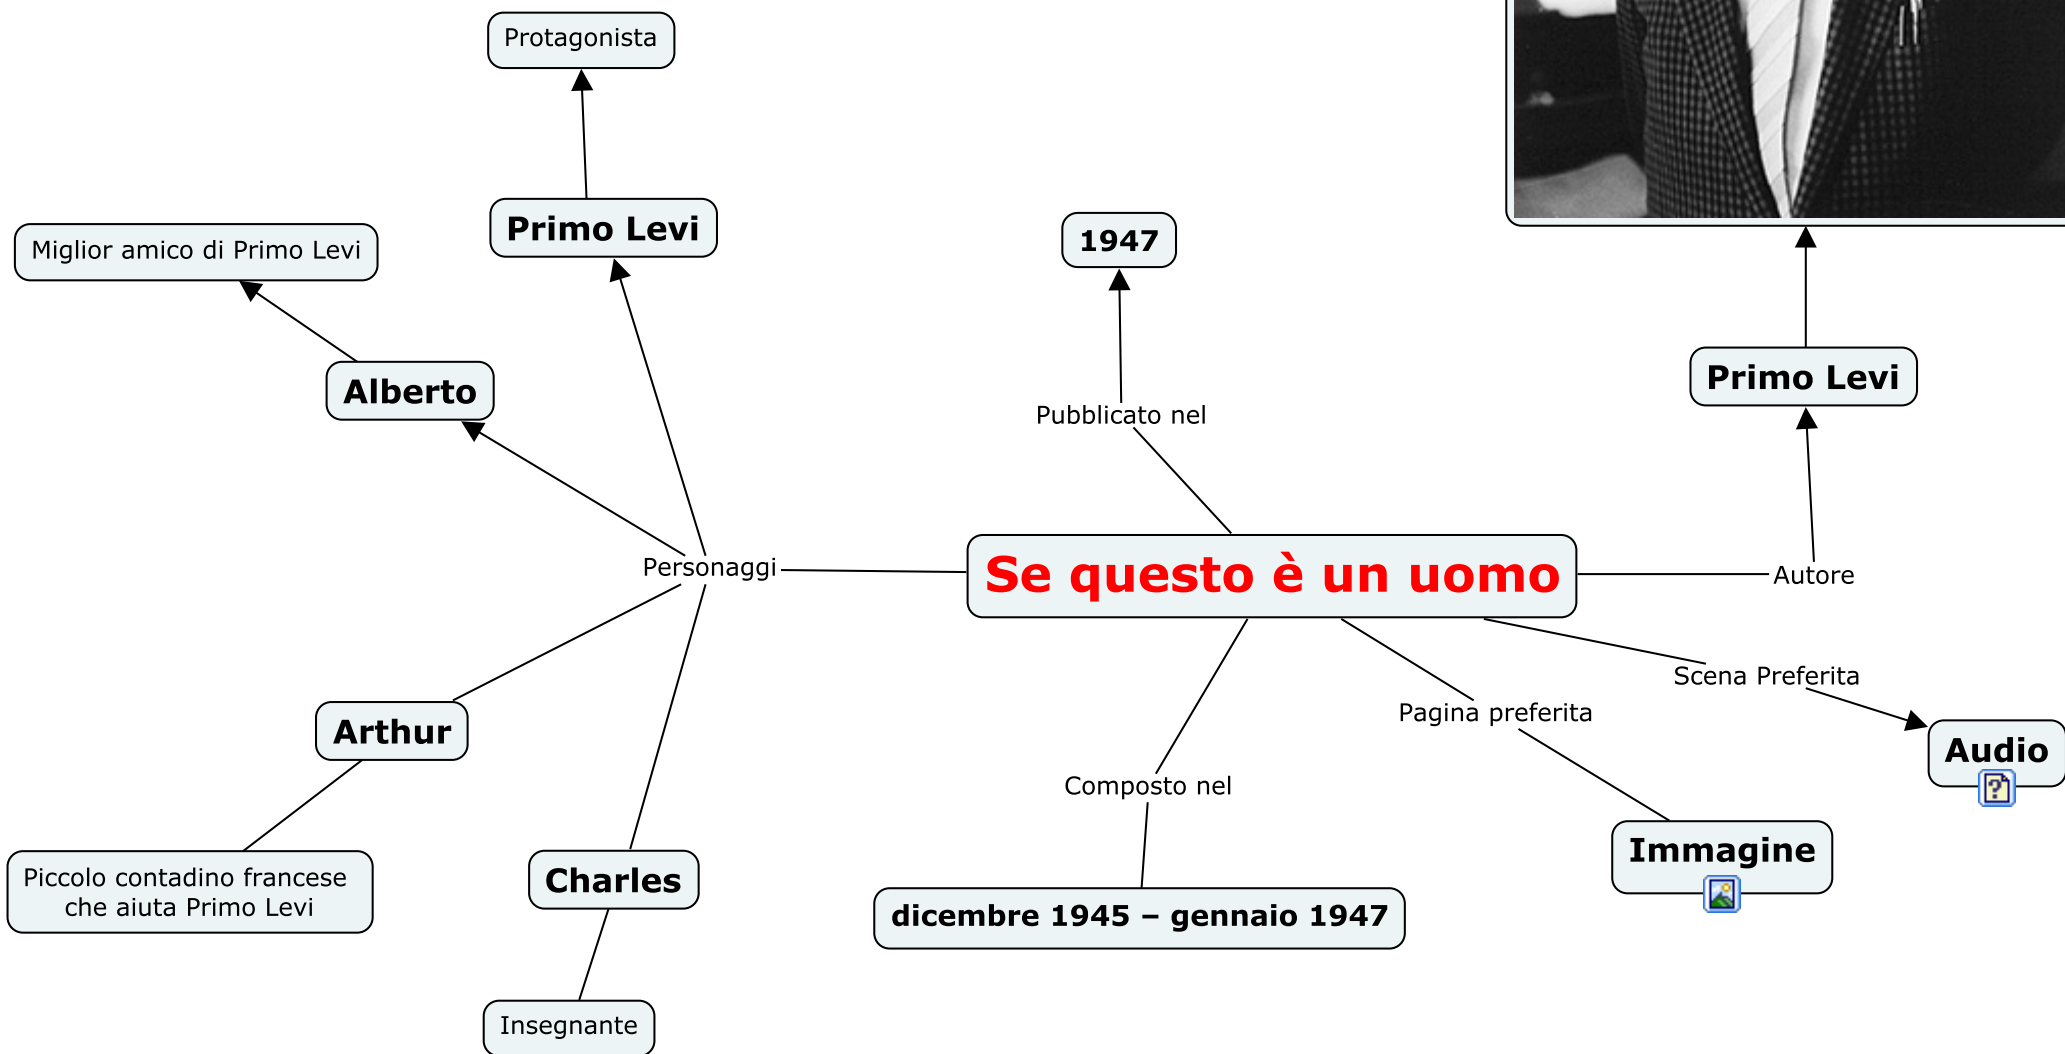 Protagonista
Primo Levi
Miglior amico di Primo Levi
1947
Primo Levi
Alberto
Pubblicato nel
Personaggi
Se questo è un uomo
Autore
Scena Preferita
Pagina preferita
Arthur
Audio
Composto nel
Immagine
Piccolo contadino francese
che aiuta Primo Levi
Charles
dicembre 1945 – gennaio 1947
Insegnante